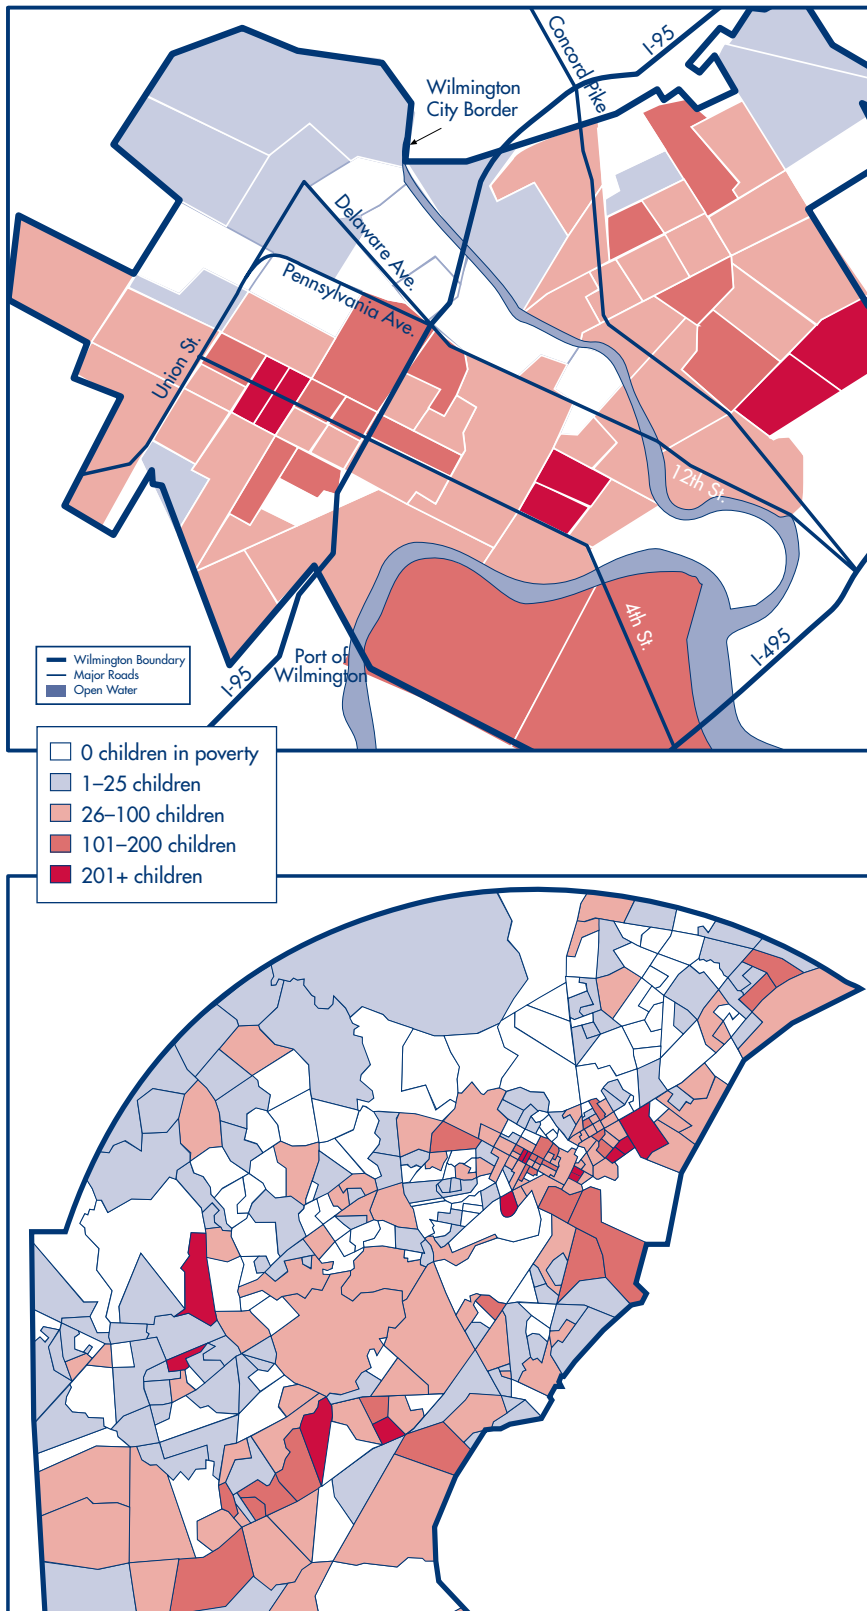 I-95
Concord Pike
Wilmington
City Border
Delaware Ave.
Pennsylvania Ave.
Union St.
12th St.
4th St.
I-495
Port of
Wilmington
I-95
Wilmington Boundary
Major Roads
Open Water
0 children in poverty
1–25 children
26–100 children
101–200 children
201+ children